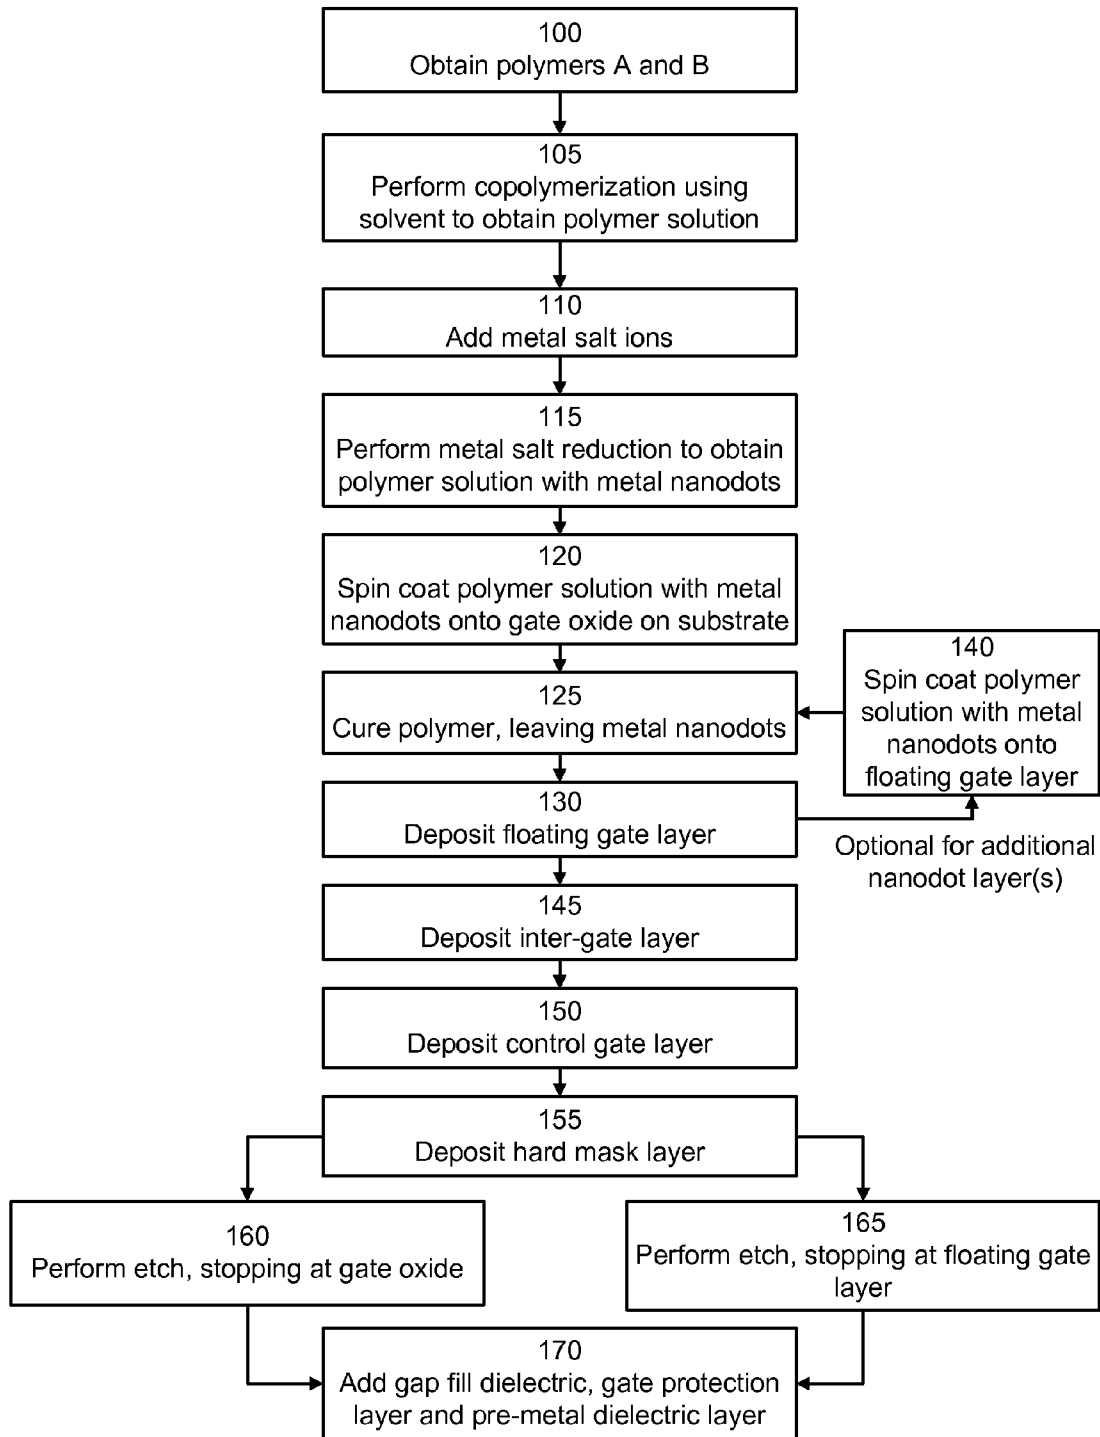 100
Obtain polymers A and B
105
Perform copolymerization using
solvent to obtain polymer solution
110
Add metal salt ions
115
Perform metal salt reduction to obtain
polymer solution with metal nanodots
120
Spin coat polymer solution with metal
nanodots onto gate oxide on substrate
125
Cure polymer, leaving metal nanodots
140
Spin coat polymer
solution with metal
nanodots onto
floating gate layer
130
Deposit floating gate layer
Optional for additional
nanodot layer(s)
145
Deposit inter-gate layer
150
Deposit control gate layer
155
Deposit hard mask layer
160
Perform etch, stopping at gate oxide
165
Perform etch, stopping at floating gate
layer
170
Add gap fill dielectric, gate protection
layer and pre-metal dielectric layer